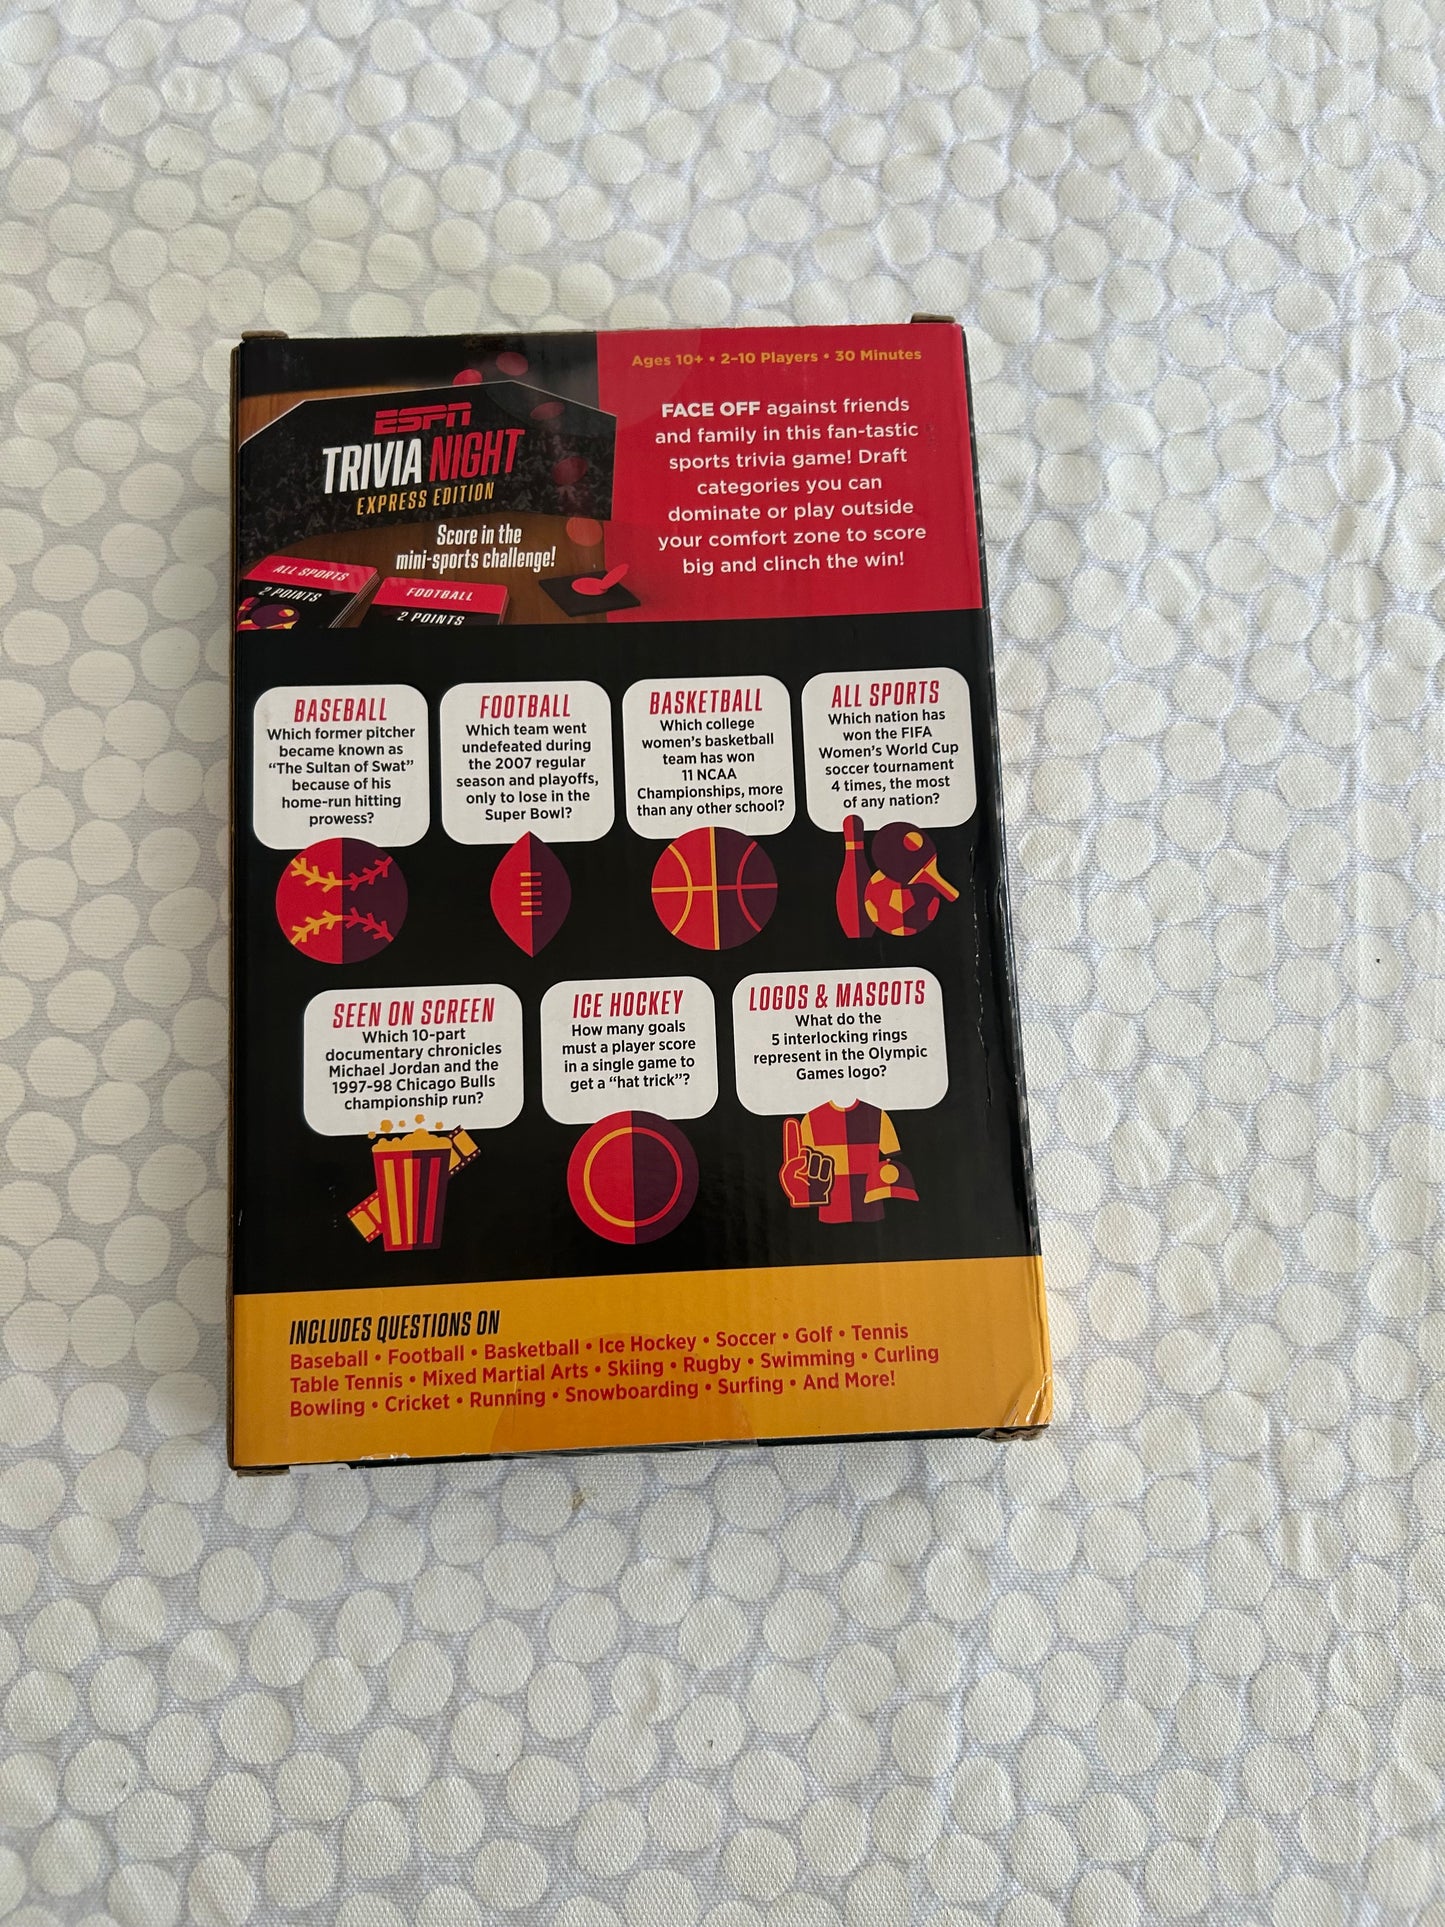 Ages 10+ • 2-10 Players • 30 Minutes
ESPN
TRIVIA NIGHT
EXPRESS EDITION
Score in the
mini-sports challenge!
ALL SPORTS
2 POINTS
FOOTBALL
2 POINTS
FACE OFF against friends
and family in this fan-tastic
sports trivia game! Draft
categories you can
dominate or play outside
your comfort zone to score
big and clinch the win!
BASEBALL
Which former pitcher
became known as
“The Sultan of Swat”
because of his
home-run hitting
prowess?
FOOTBALL
Which team went
undefeated during
the 2007 regular
season and playoffs,
only to lose in the
Super Bowl?
BASKETBALL
Which college
women’s basketball
team has won
11 NCAA
Championships, more
than any other school?
ALL SPORTS
Which nation has
won the FIFA
Women’s World Cup
soccer tournament
4 times, the most
of any nation?
SEEN ON SCREEN
Which 10-part
documentary chronicles
Michael Jordan and the
1997-98 Chicago Bulls
championship run?
ICE HOCKEY
How many goals
must a player score
in a single game to
get a “hat trick”?
LOGOS & MASCOTS
What do the
5 interlocking rings
represent in the Olympic
Games logo?
INCLUDES QUESTIONS ON
Baseball • Football • Basketball • Ice Hockey • Soccer • Golf • Tennis
Table Tennis • Mixed Martial Arts • Skiing • Rugby • Swimming • Curling
Bowling • Cricket • Running • Snowboarding • Surfing • And More!